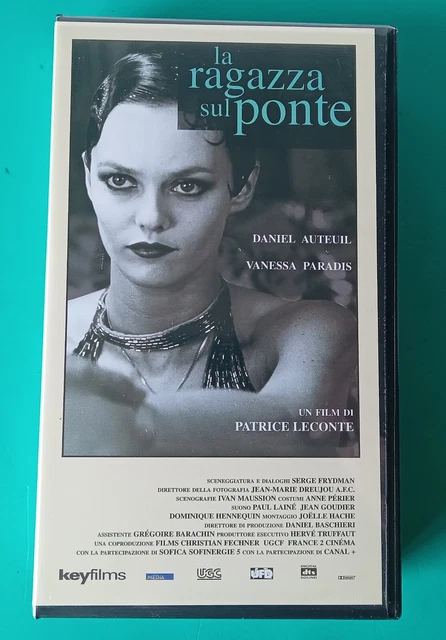 la
ragazza
sul ponte
DANIEL AUTEUIL
VANESSA PARADIS
UN FILM DI
PATRICE LECONTE
SCENEGGIATURA E DIALOGHI SERGE FRYDMAN
DIRETTORE DELLA FOTOGRAFIA JEAN-MARIE DREUJOU A.F.C.
SCENOGRAFIE IVAN MAUSSION COSTUMI ANNE PÉRIER
SUONO PAUL LAINÉ JEAN GOUDIER
DOMINIQUE HENNEQUIN MONTAGGIO JOËLLE HACHE
DIRETTORE DI PRODUZIONE DANIEL BASCHIERI
ASSISTENTE GRÉGOIRE BARACHIN PRODUTTORE ESECUTIVO HERVÉ TRUFFAUT
UNA COPRODUZIONE FILMS CHRISTIAN FECHNER UGCF FRANCE 2 CINÉMA
CON LA PARTECIPAZIONE DI SOFICA SOFINERGIE 5 CON LA PARTECIPAZIONE DI CANAL +
keyfilms MEDIA UGC UFD dts